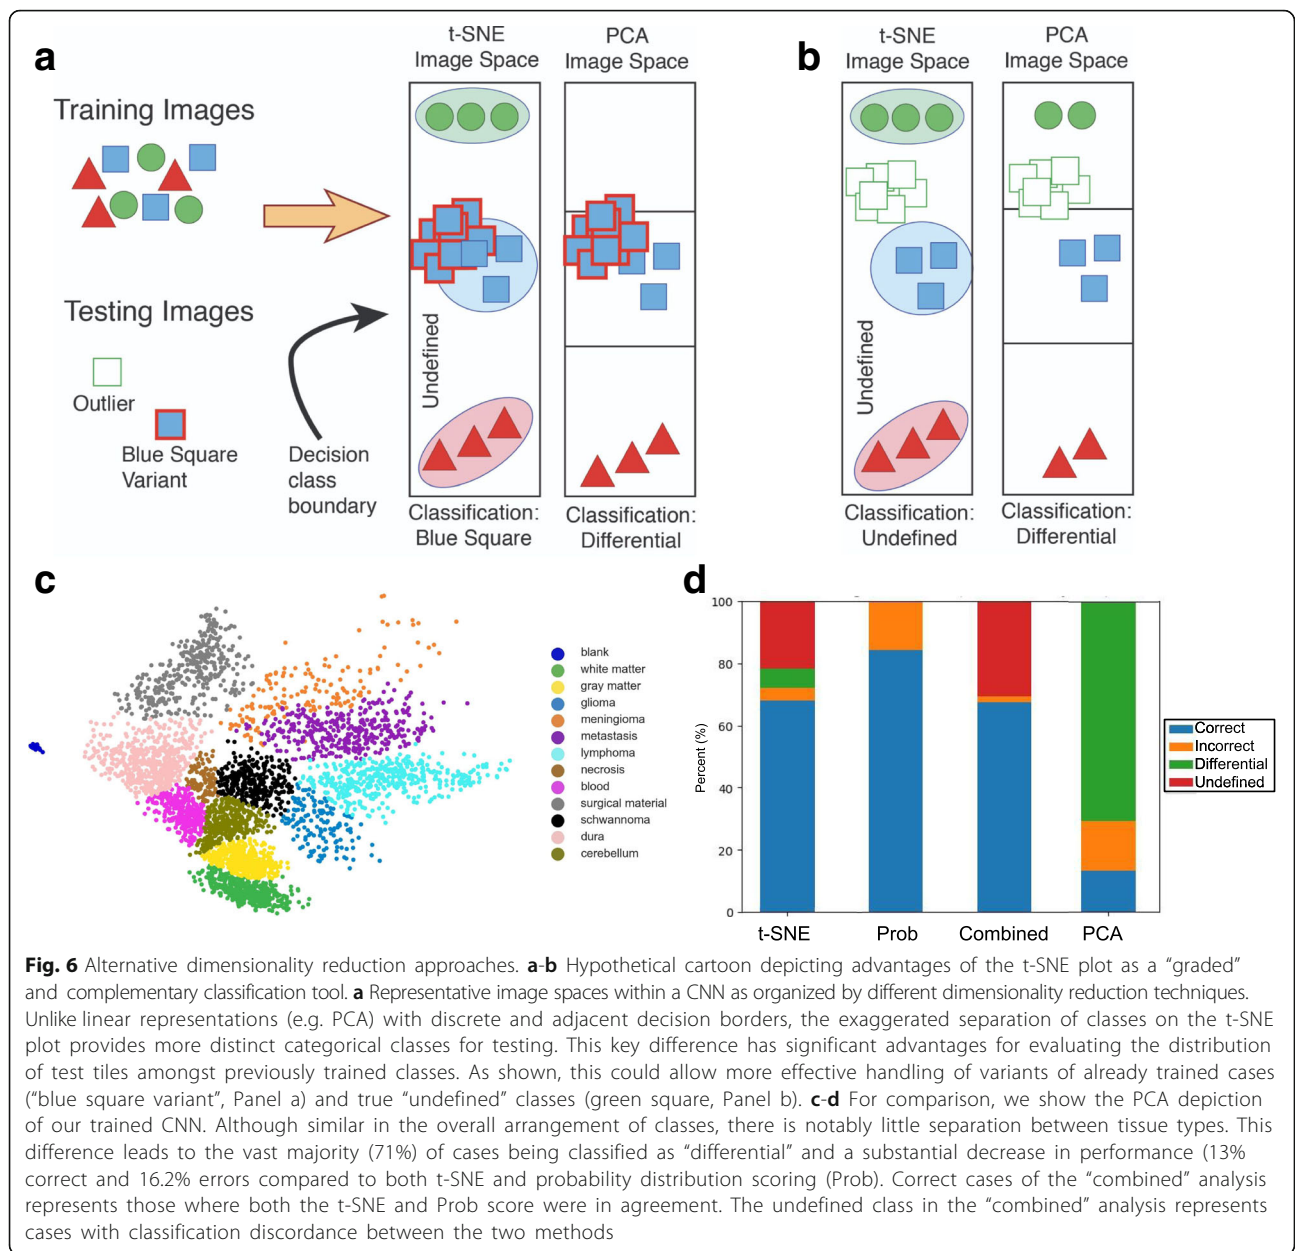 a
t-SNE
Image Space
PCA
Image Space
Training Images
Testing Images
Outlier
Blue Square
Variant
Decision
class
boundary
Undefined
Classification:
Blue Square
Classification:
Differential
b
t-SNE
Image Space
PCA
Image Space
Undefined
Classification:
Undefined
Classification:
Differential
c
blank
white matter
gray matter
glioma
meningioma
metastasis
lymphoma
necrosis
blood
surgical material
schwannoma
dura
cerebellum
d
100
80
60
40
20
0
Percent (%)
t-SNE
Prob
Combined
PCA
Correct
Incorrect
Differential
Undefined
Fig. 6 Alternative dimensionality reduction approaches. a-b Hypothetical cartoon depicting advantages of the t-SNE plot as a “graded”
and complementary classification tool. a Representative image spaces within a CNN as organized by different dimensionality reduction techniques.
Unlike linear representations (e.g. PCA) with discrete and adjacent decision borders, the exaggerated separation of classes on the t-SNE
plot provides more distinct categorical classes for testing. This key difference has significant advantages for evaluating the distribution
of test tiles amongst previously trained classes. As shown, this could allow more effective handling of variants of already trained cases
(“blue square variant”, Panel a) and true “undefined” classes (green square, Panel b). c-d For comparison, we show the PCA depiction
of our trained CNN. Although similar in the overall arrangement of classes, there is notably little separation between tissue types. This
difference leads to the vast majority (71%) of cases being classified as “differential” and a substantial decrease in performance (13%
correct and 16.2% errors compared to both t-SNE and probability distribution scoring (Prob). Correct cases of the “combined” analysis
represents those where both the t-SNE and Prob score were in agreement. The undefined class in the “combined” analysis represents
cases with classification discordance between the two methods